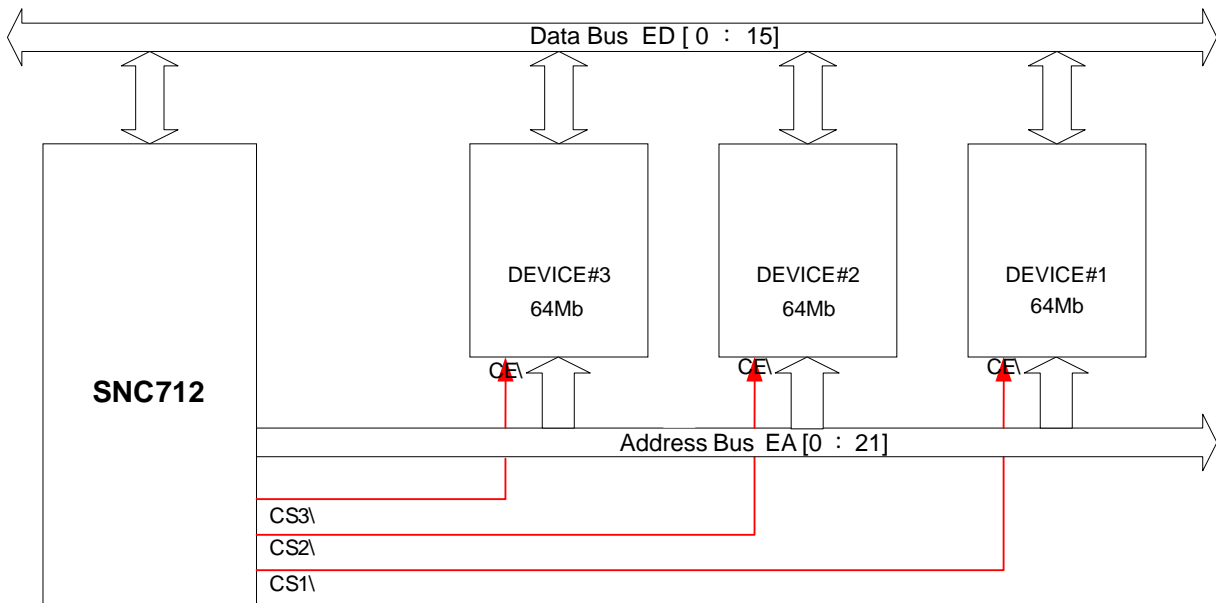 Data Bus ED [ 0 : 15]
DEVICE#3
64Mb
DEVICE#2
64Mb
DEVICE#1
64Mb
CE\
CE\
CE\
SNC712
Address Bus EA [0 : 21]
CS3\
CS2\
CS1\